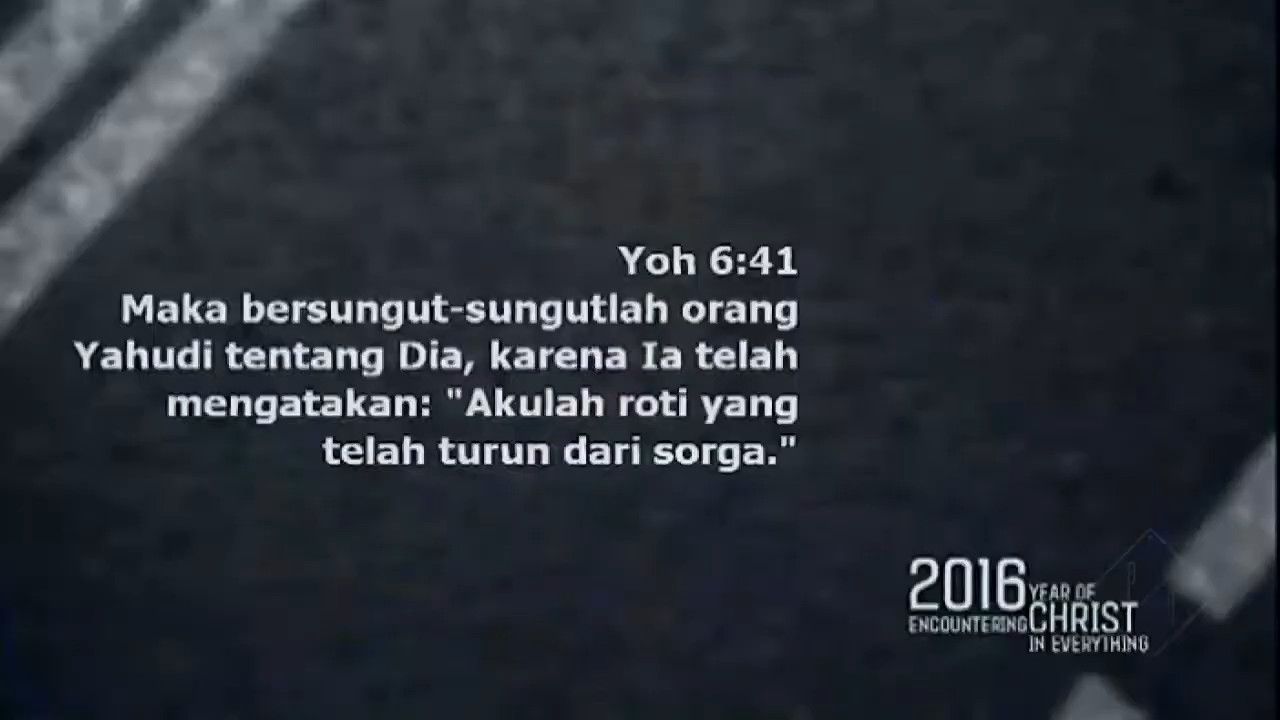 Yoh 6:41
Maka bersungut-sungutlah orang
Yahudi tentang Dia, karena Ia telah
mengatakan: "Akulah roti yang
telah turun dari sorga."
2016 YEAR OF
ENCOUNTERING CHRIST
IN EVERYTHING